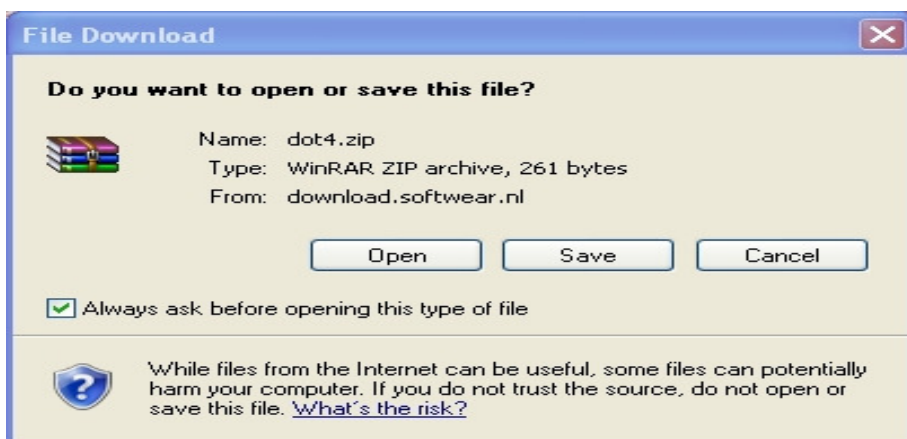 File Download
Do you want to open or save this file?
Name: dot4.zip
Type: WinRAR ZIP archive, 261 bytes
From: download.softwear.nl
Open Save Cancel
Always ask before opening this type of file
While files from the Internet can be useful, some files can potentially
harm your computer. If you do not trust the source, do not open or
save this file. What's the risk?